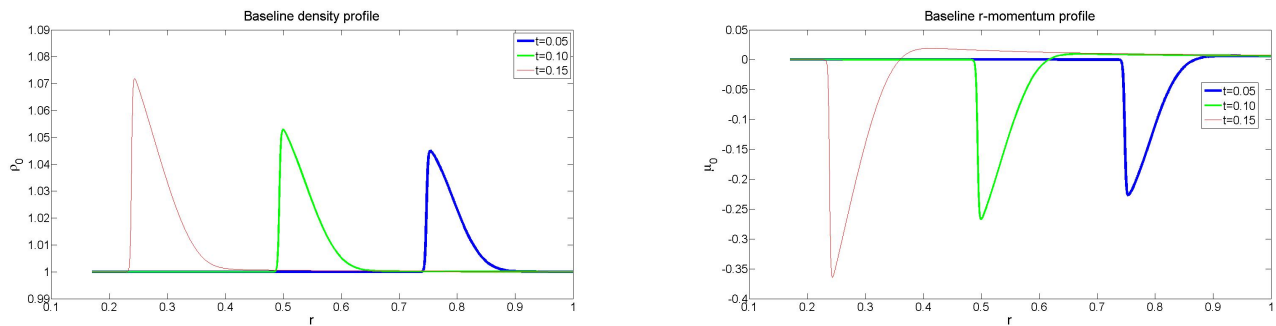 Baseline density profile
1.09
1.08
1.07
1.06
1.05
1.04
1.03
1.02
1.01
1
0.99
ρ0
0.1 0.2 0.3 0.4 0.5 0.6 0.7 0.8 0.9 1
r
t=0.05
t=0.10
t=0.15
Baseline r-momentum profile
0.05
0
-0.05
-0.1
-0.15
-0.2
-0.25
-0.3
-0.35
-0.4
μ0
0.1 0.2 0.3 0.4 0.5 0.6 0.7 0.8 0.9 1
r
t=0.05
t=0.10
t=0.15